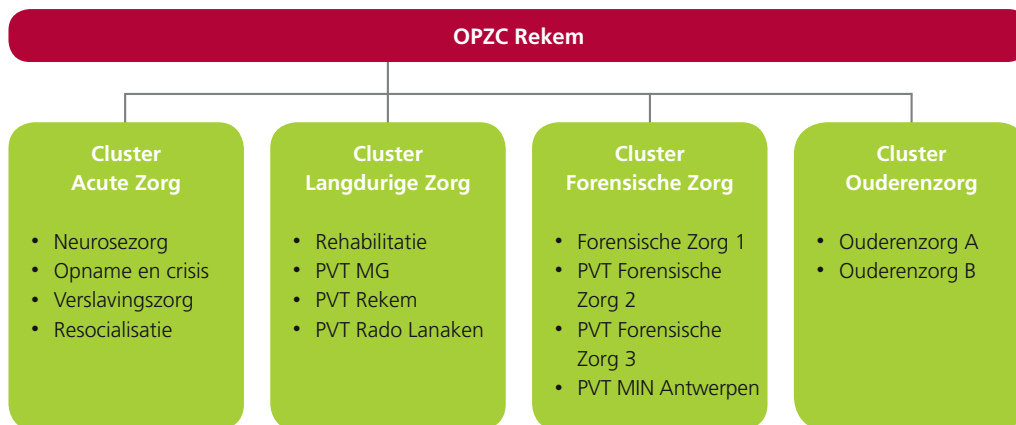 OPZC Rekem
Cluster
Acute Zorg
• Neurosezorg
• Opname en crisis
• Verslavingszorg
• Resocialisatie
Cluster
Langdurige Zorg
• Rehabilitatie
• PVT MG
• PVT Rekem
• PVT Rado Lanaken
Cluster
Forensische Zorg
• Forensische Zorg 1
• PVT Forensische
Zorg 2
• PVT Forensische
Zorg 3
• PVT MIN Antwerpen
Cluster
Ouderenzorg
• Ouderenzorg A
• Ouderenzorg B